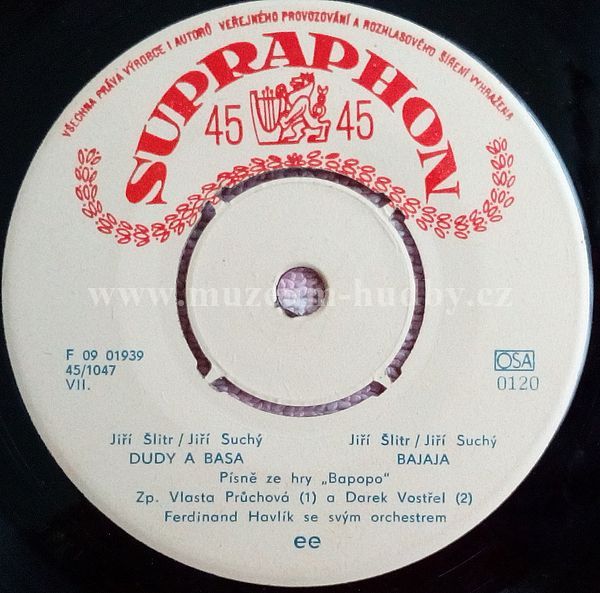 VŠECHNA PRÁVA VÝROBCE I AUTORŮ VEŘEJNÉHO PROVOZOVÁNÍ A ROZHLASOVÉHO ŠÍŘENÍ VYHRAŽENA
SUPRAPHON
45 45
www.muzeum-hudby.cz
F 09 01939
45/1047
VII.
OSA
0120
Jiří Šlitr / Jiří Suchý Jiří Šlitr / Jiří Suchý
DUDY A BASA BAJAJA
Písně ze hry „Bapopo"
Zp. Vlasta Průchová (1) a Darek Vostřel (2)
Ferdinand Havlík se svým orchestrem
ee